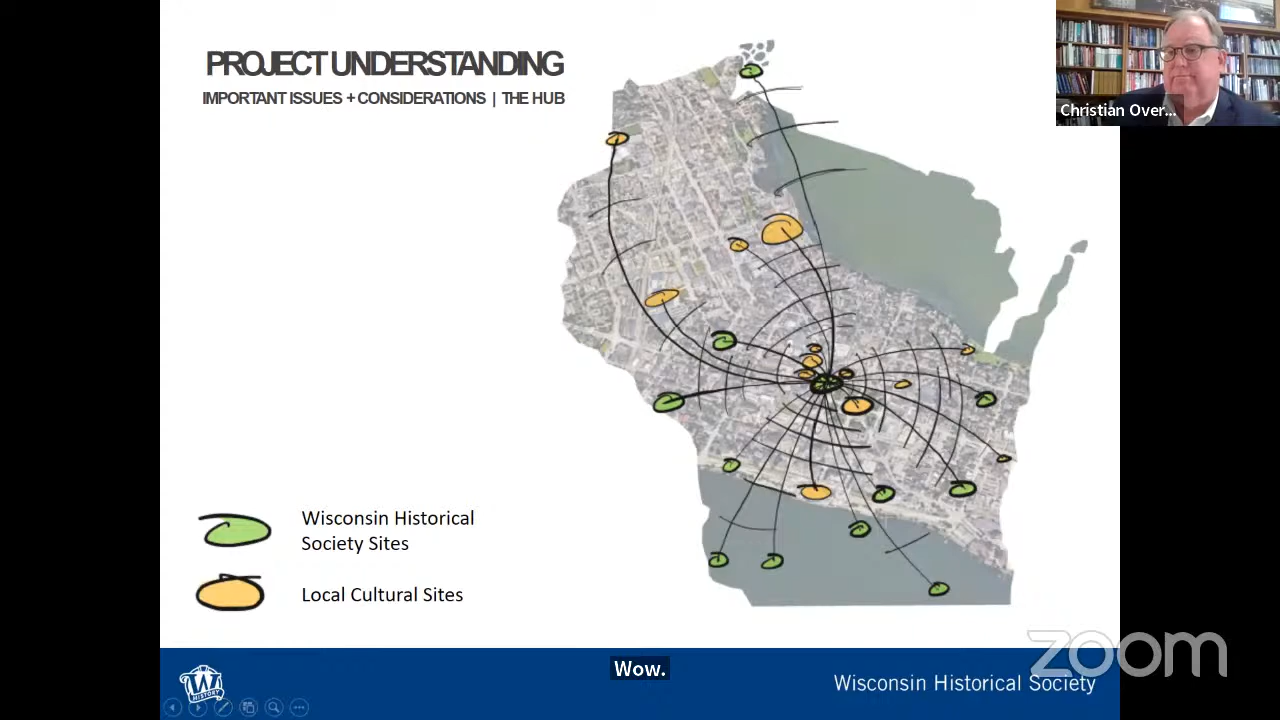 PROJECT UNDERSTANDING
IMPORTANT ISSUES + CONSIDERATIONS | THE HUB
Christian Over...
Wisconsin Historical
Society Sites
Local Cultural Sites
zoom
Wow.
W
HISTORY
Wisconsin Historical Society